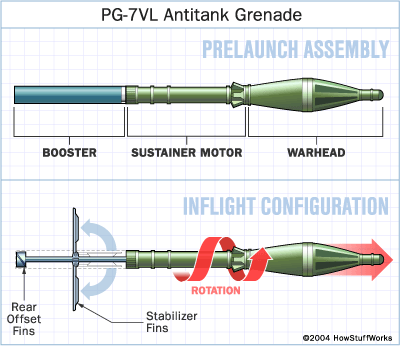 PG-7VL Antitank Grenade
PRELAUNCH ASSEMBLY
BOOSTER
SUSTAINER MOTOR
WARHEAD
INFLIGHT CONFIGURATION
ROTATION
Rear
Offset
Fins
Stabilizer
Fins
©2004 HowStuffWorks